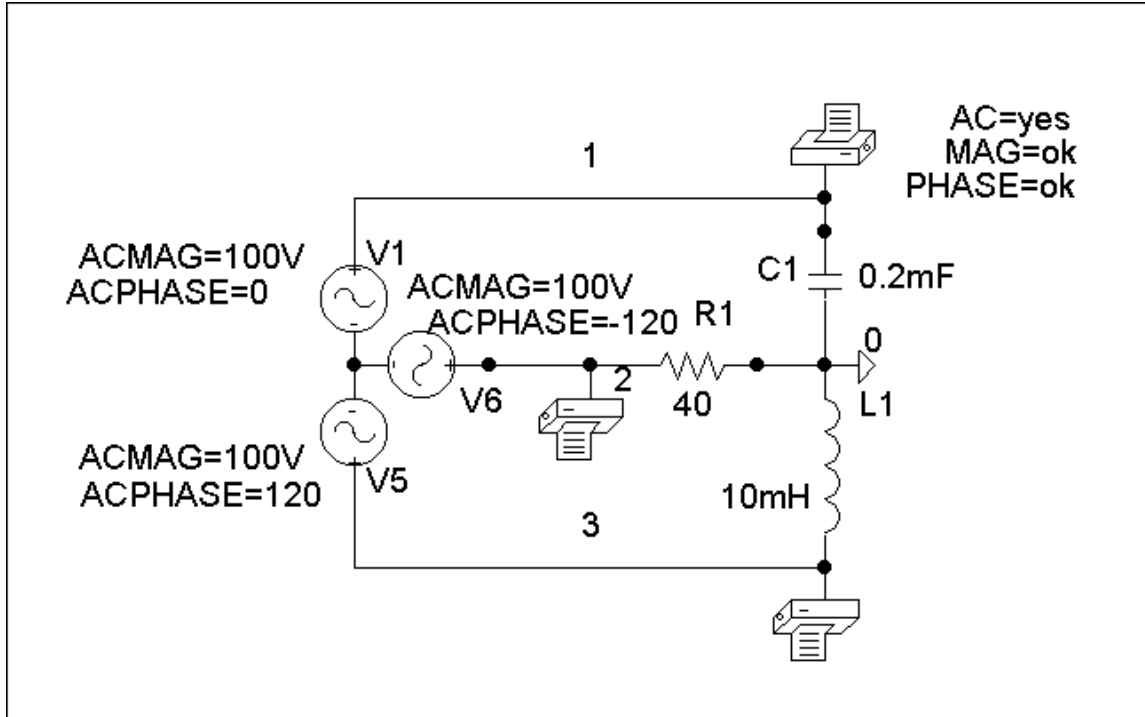 AC=yes
MAG=ok
PHASE=ok
1
ACMAG=100V
ACPHASE=0
V1
ACMAG=100V
ACPHASE=-120
R1
C1
0.2mF
0
2
V6
40
L1
ACMAG=100V
ACPHASE=120
V5
10mH
3